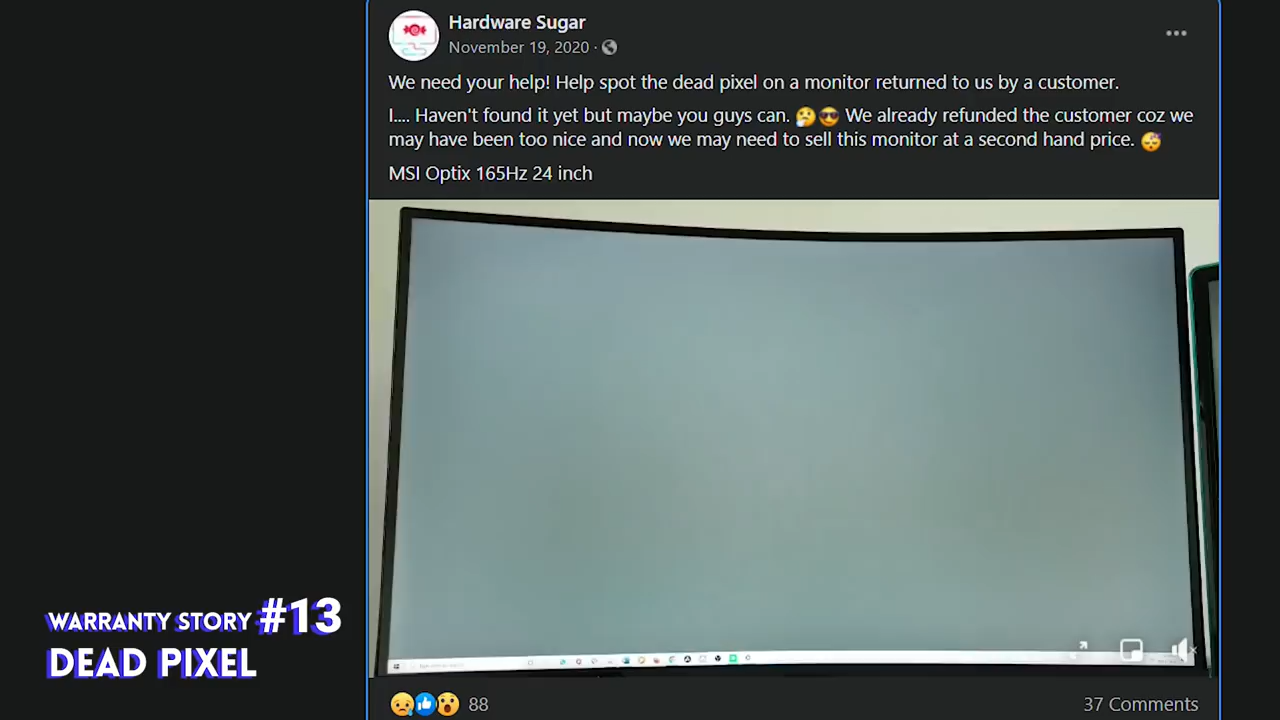 Hardware Sugar
November 19, 2020 ·
We need your help! Help spot the dead pixel on a monitor returned to us by a customer.
I.... Haven't found it yet but maybe you guys can. 🤔😎 We already refunded the customer coz we
may have been too nice and now we may need to sell this monitor at a second hand price. 😴
MSI Optix 165Hz 24 inch
WARRANTY STORY #13
DEAD PIXEL
88
37 Comments